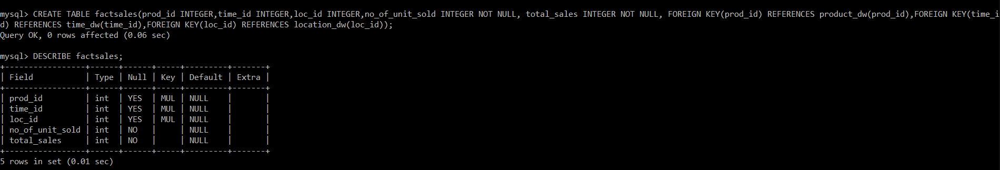 mysql> CREATE TABLE factsales(prod_id INTEGER,time_id INTEGER,loc_id INTEGER,no_of_unit_sold INTEGER NOT NULL, total_sales INTEGER NOT NULL, FOREIGN KEY(prod_id) REFERENCES product_dw(prod_id),FOREIGN KEY(time_i
d) REFERENCES time_dw(time_id),FOREIGN KEY(loc_id) REFERENCES location_dw(loc_id));
Query OK, 0 rows affected (0.06 sec)

mysql> DESCRIBE factsales;
+-----------------+------+------+-----+---------+-------+
| Field           | Type | Null | Key | Default | Extra |
+-----------------+------+------+-----+---------+-------+
| prod_id         | int  | YES  | MUL | NULL    |       |
| time_id         | int  | YES  | MUL | NULL    |       |
| loc_id          | int  | YES  | MUL | NULL    |       |
| no_of_unit_sold | int  | NO   |     | NULL    |       |
| total_sales     | int  | NO   |     | NULL    |       |
+-----------------+------+------+-----+---------+-------+
5 rows in set (0.01 sec)